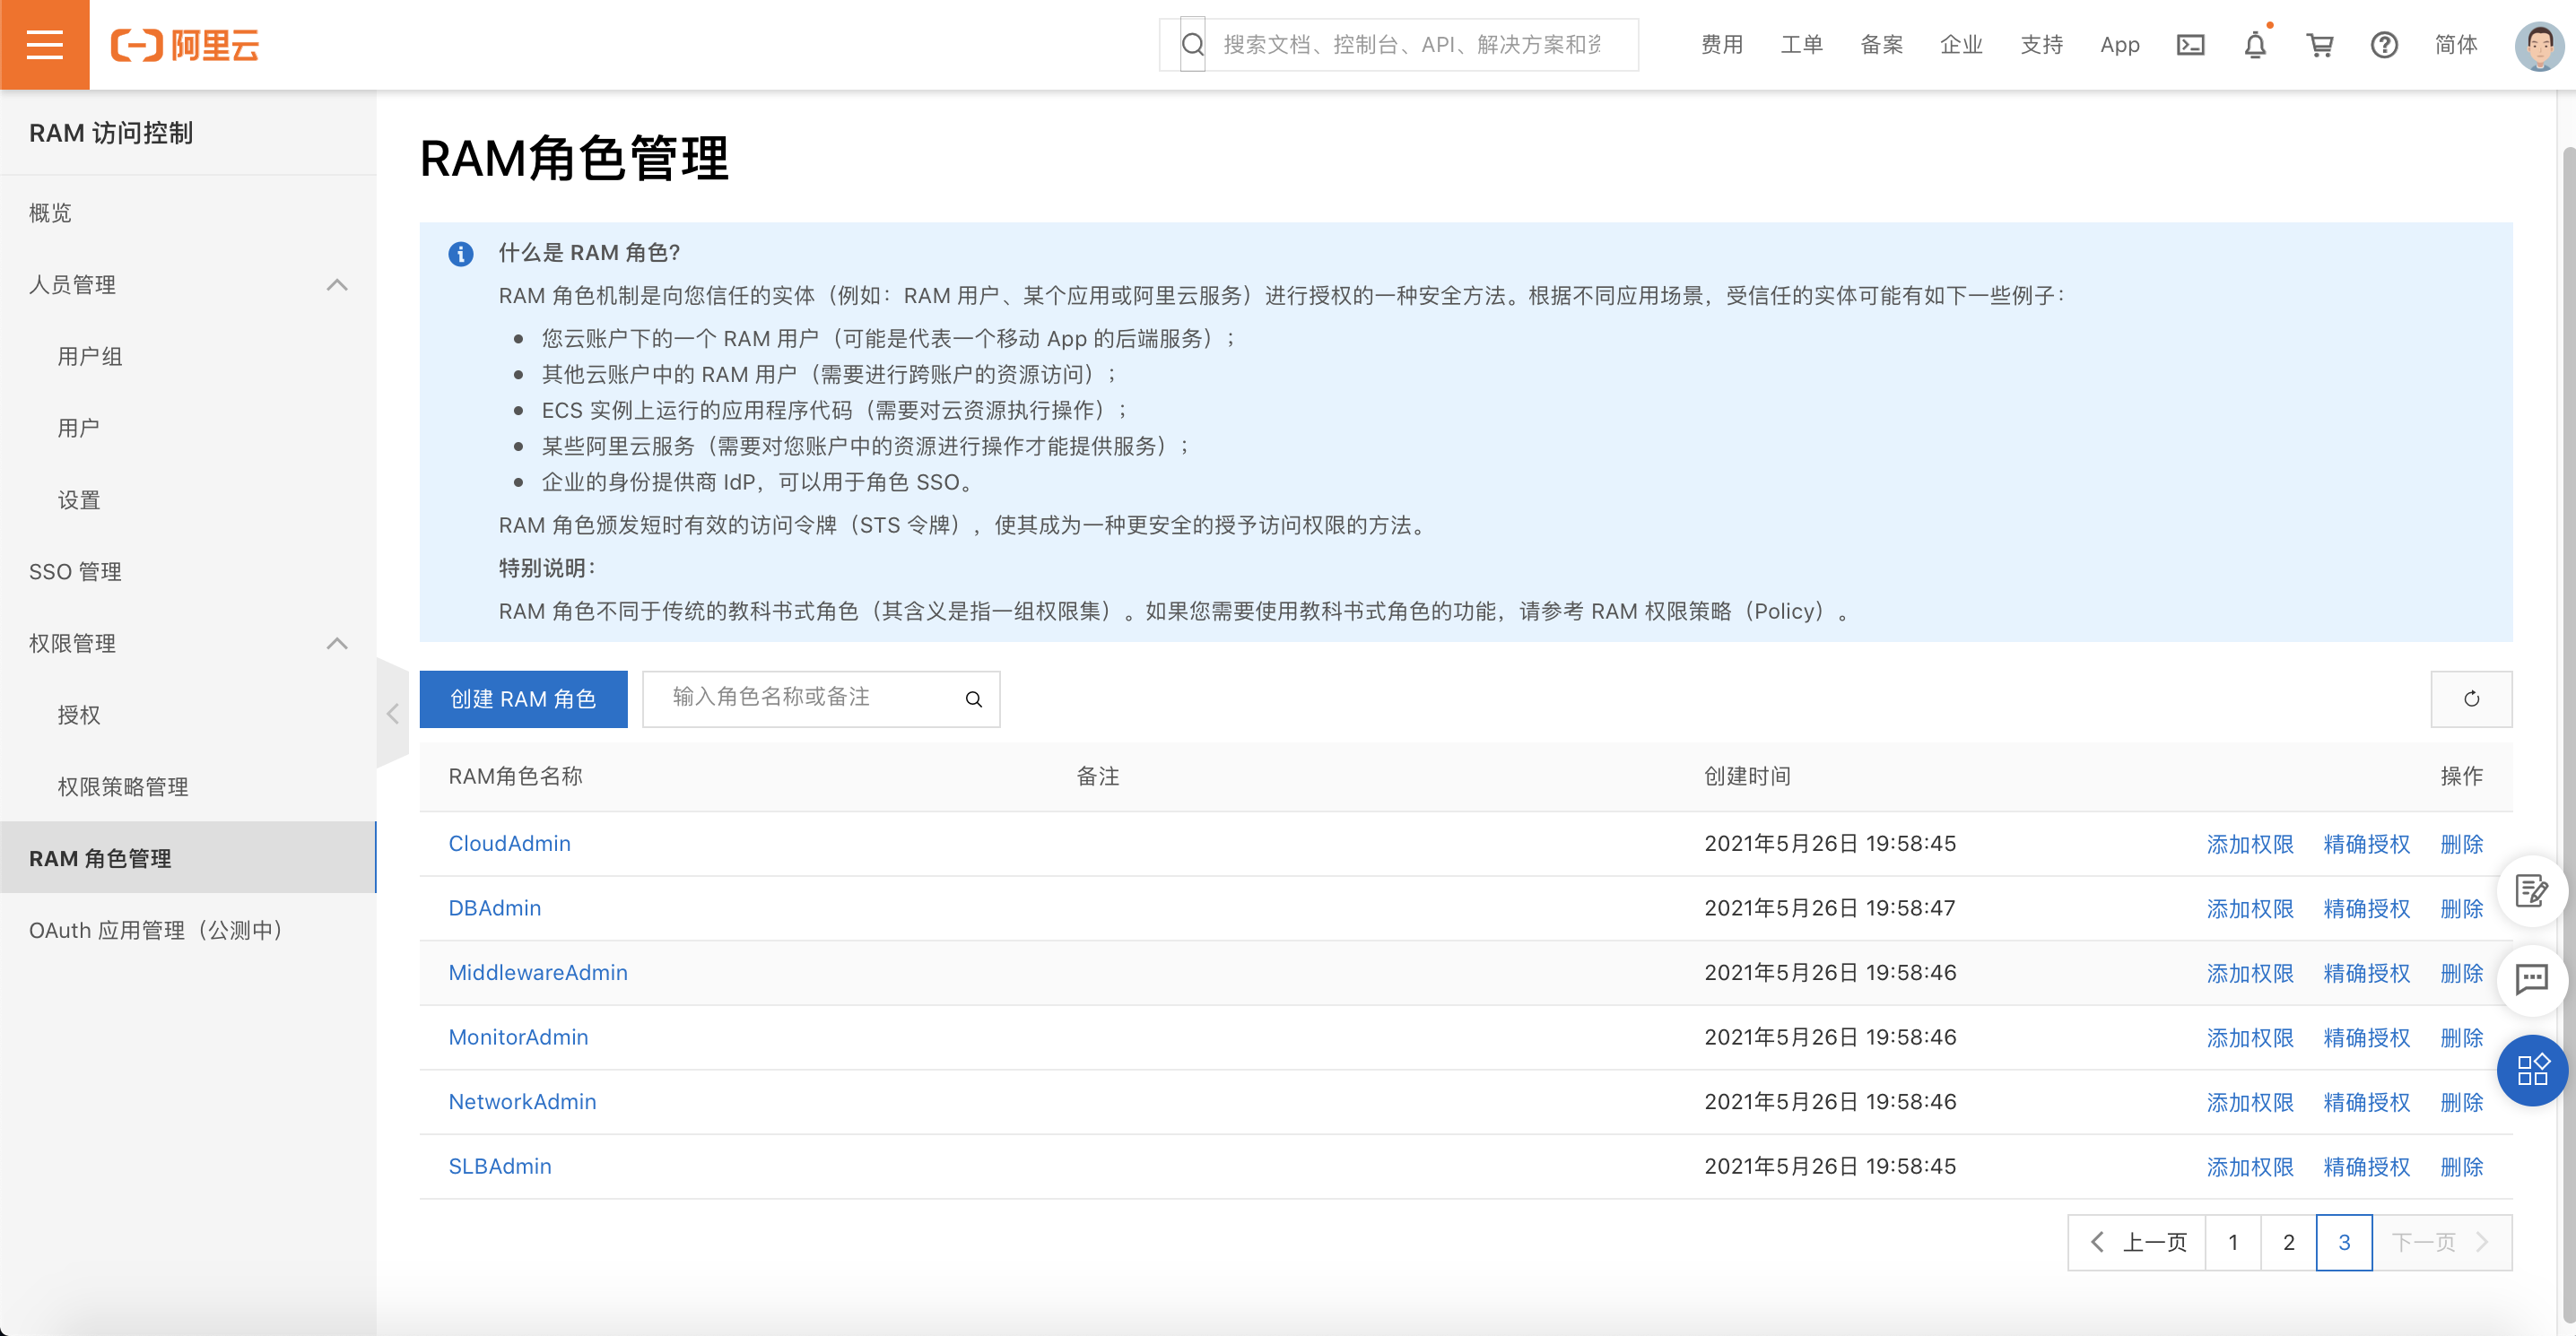 阿里云
搜索文档、控制台、API、解决方案和资
费用 工单 备案 企业 支持 App 简体
RAM 访问控制
概览
人员管理
用户组
用户
设置
SSO 管理
权限管理
授权
权限策略管理
RAM 角色管理
OAuth 应用管理（公测中）
RAM角色管理
什么是 RAM 角色?
RAM 角色机制是向您信任的实体（例如：RAM 用户、某个应用或阿里云服务）进行授权的一种安全方法。根据不同应用场景，受信任的实体可能有如下一些例子：
您云账户下的一个 RAM 用户（可能是代表一个移动 App 的后端服务）；
其他云账户中的 RAM 用户（需要进行跨账户的资源访问）；
ECS 实例上运行的应用程序代码（需要对云资源执行操作）；
某些阿里云服务（需要对您账户中的资源进行操作才能提供服务）；
企业的身份提供商 IdP，可以用于角色 SSO。
RAM 角色颁发短时有效的访问令牌（STS 令牌），使其成为一种更安全的授予访问权限的方法。
特别说明：
RAM 角色不同于传统的教科书式角色（其含义是指一组权限集）。如果您需要使用教科书式角色的功能，请参考 RAM 权限策略（Policy）。
创建 RAM 角色 输入角色名称或备注
RAM角色名称 备注 创建时间 操作
CloudAdmin 2021年5月26日 19:58:45 添加权限 精确授权 删除
DBAdmin 2021年5月26日 19:58:47 添加权限 精确授权 删除
MiddlewareAdmin 2021年5月26日 19:58:46 添加权限 精确授权 删除
MonitorAdmin 2021年5月26日 19:58:46 添加权限 精确授权 删除
NetworkAdmin 2021年5月26日 19:58:46 添加权限 精确授权 删除
SLBAdmin 2021年5月26日 19:58:45 添加权限 精确授权 删除
上一页 1 2 3 下一页